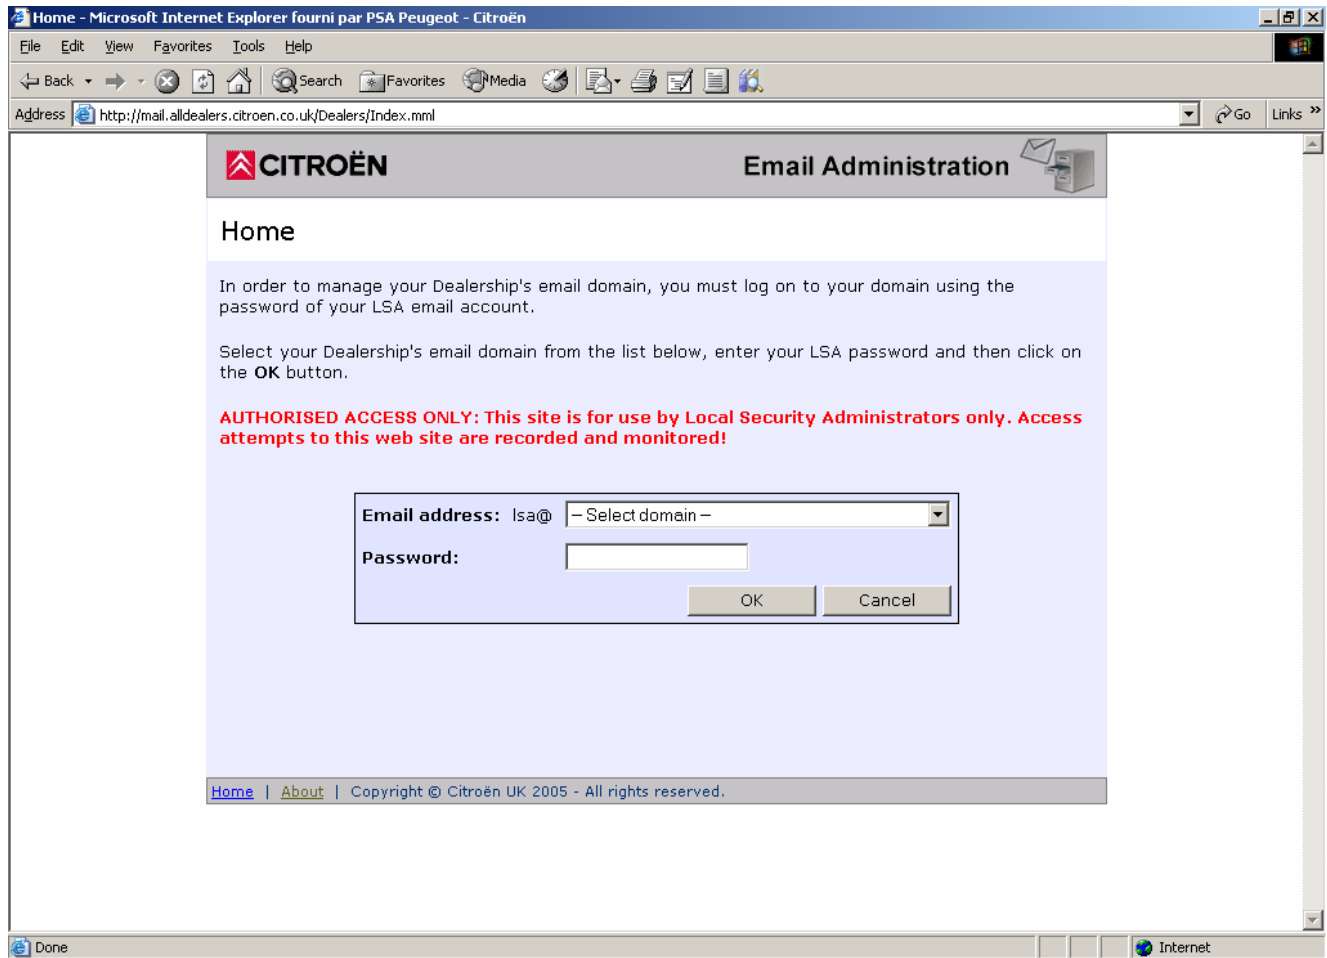 Home - Microsoft Internet Explorer fourni par PSA Peugeot - Citroën
File Edit View Favorites Tools Help
Back Search Favorites Media
Address http://mail.alldealers.citroen.co.uk/Dealers/Index.mml Go Links »
CITROËN Email Administration
Home
In order to manage your Dealership's email domain, you must log on to your domain using the
password of your LSA email account.
Select your Dealership's email domain from the list below, enter your LSA password and then click on
the OK button.
AUTHORISED ACCESS ONLY: This site is for use by Local Security Administrators only. Access
attempts to this web site are recorded and monitored!
Email address: lsa@ -- Select domain --
Password:
OK Cancel
Home | About | Copyright © Citroën UK 2005 - All rights reserved.
Done Internet